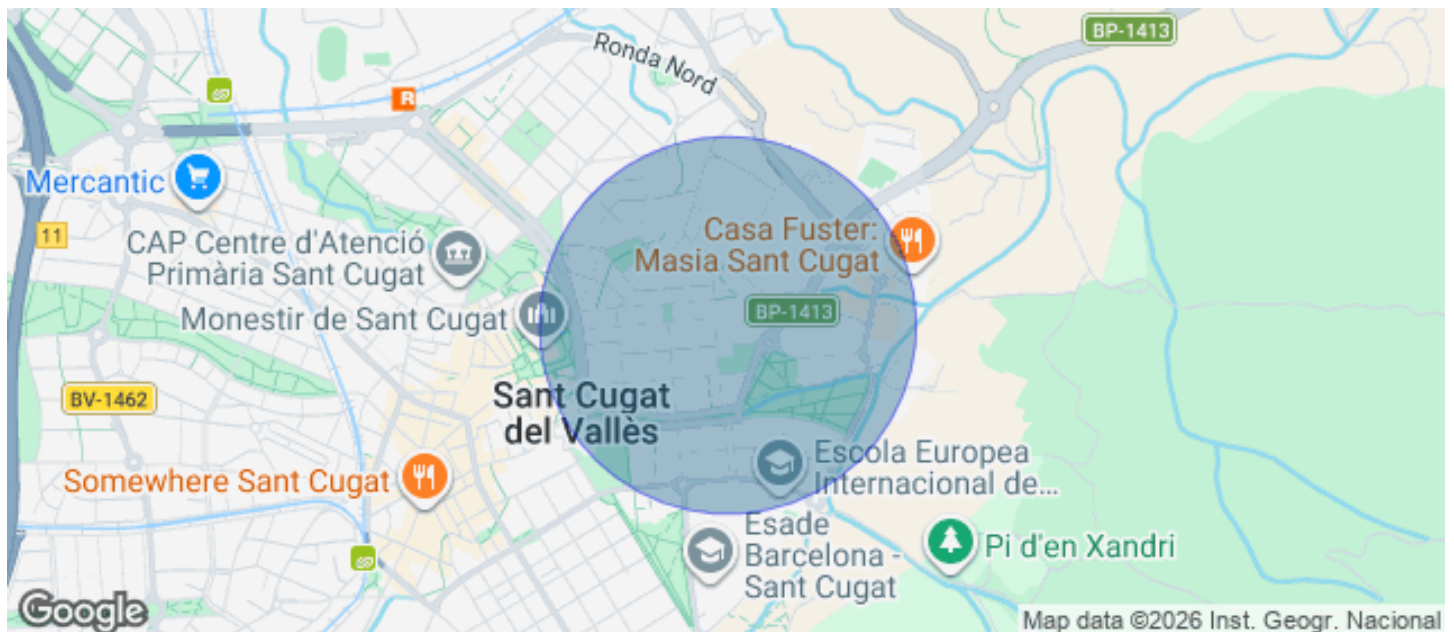 BP-1413
Ronda Nord
R
Mercantic
11
CAP Centre d'Atenció
Primària Sant Cugat
Casa Fuster:
Masia Sant Cugat
Monestir de Sant Cugat
BP-1413
BV-1462
Sant Cugat
del Vallès
Somewhere Sant Cugat
Escola Europea
Internacional de...
Esade
Barcelona -
Sant Cugat
Pi d'en Xandri
Google
Map data ©2026 Inst. Geogr. Nacional